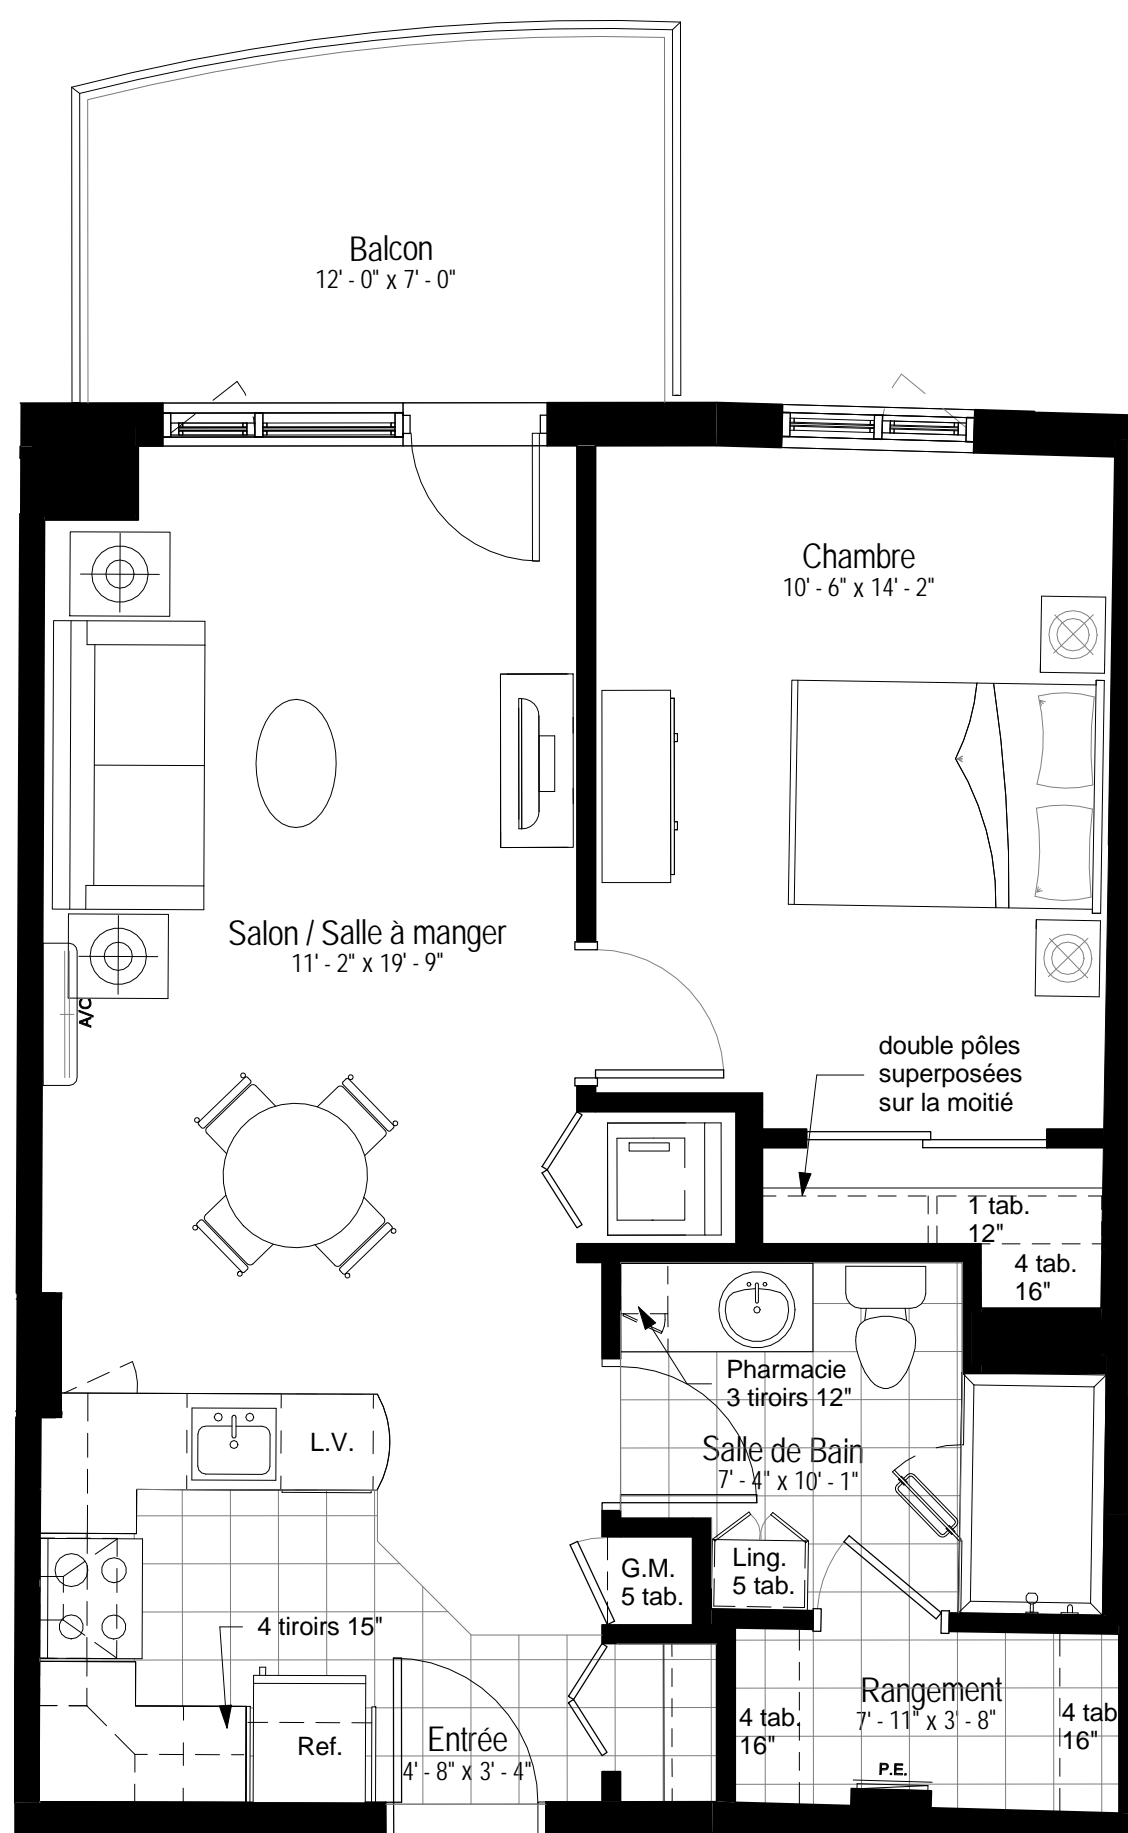 Balcon
12' - 0" x 7' - 0"
Chambre
10' - 6" x 14' - 2"
Salon / Salle à manger
11' - 2" x 19' - 9"
A/C
double pôles
superposées
sur la moitié
1 tab.
12"
4 tab.
16"
Pharmacie
3 tiroirs 12"
L.V.
Salle de Bain
7' - 4" x 10' - 1"
G.M.
5 tab.
Ling.
5 tab.
4 tiroirs 15"
Ref.
Entrée
4' - 8" x 3' - 4"
Rangement
7' - 11" x 3' - 8"
4 tab.
16"
4 tab
16"
P.E.